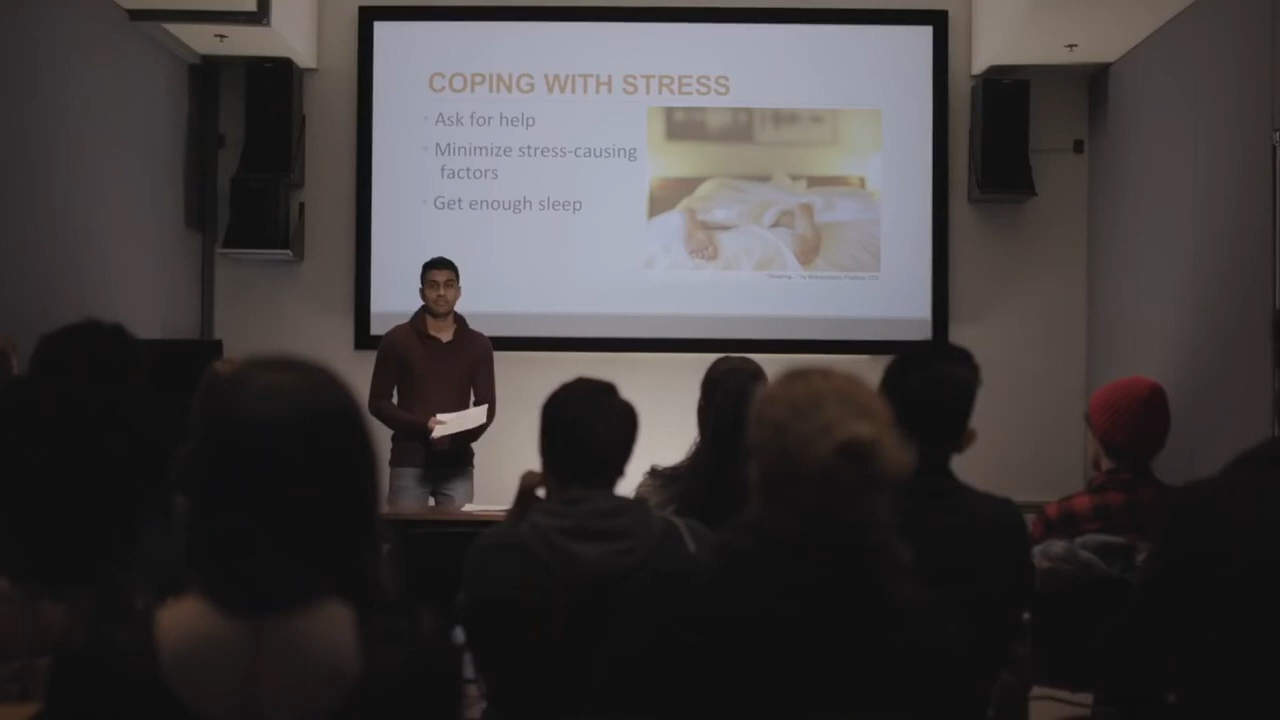 COPING WITH STRESS
Ask for help
Minimize stress-causing
factors
Get enough sleep